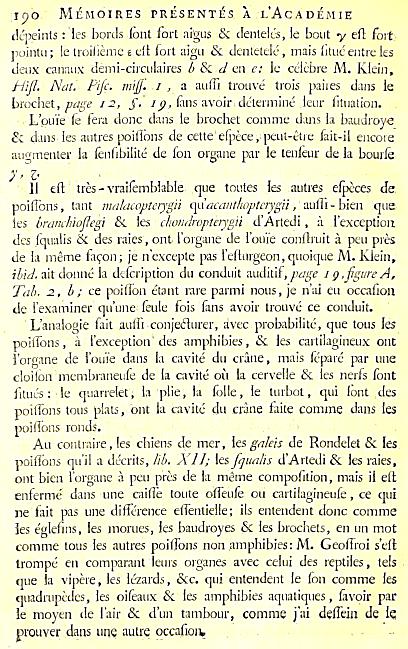 190 MÉMOIRES PRÉSENTÉS À L'ACADÉMIE
dépeints : les bords sont fort aigus & dentelés, le bout γ est fort
pointu; le troisième ε est fort aigu & dentetelé, mais situé entre les
deux canaux demi-circulaires b & d en e: le célèbre M. Klein,
Hist. Nat. Pisc. miss. 1, a aussi trouvé trois paires dans le
brochet, page 12, §. 19, sans avoir déterminé leur situation.
L'ouïe se fera donc dans le brochet comme dans la baudroye
& dans les autres poissons de cette espèce, peut-être fait-il encore
augmenter la sensibilité de son organe par le tenseur de la bourse
Il est très-vraisemblable que toutes les autres espèces de
poissons, tant malacopterygii qu'acanthopterygii, aussi-bien que
les branchiostegi & les chondropterygii d'Artedi, à l'exception
des squalis & des raies, ont l'organe de l'ouïe construit à peu près
de la même façon; je n'excepte pas l'esturgeon, quoique M. Klein,
ibid. ait donné la description du conduit auditif, page 19, figure A,
Tab. 2, b; ce poisson étant rare parmi nous, je n'ai eu occasion
de l'examiner qu'une seule fois sans avoir trouvé ce conduit.
L'analogie fait aussi conjecturer, avec probabilité, que tous les
poissons, à l'exception des amphibies, & les cartilagineux ont
l'organe de l'ouïe dans la cavité du crâne, mais séparé par une
cloison membraneuse de la cavité où la cervelle & les nerfs sont
situés : le quarrelet, la plie, la solle, le turbot, qui sont des
poissons tous plats, ont la cavité du crâne faite comme dans les
poissons ronds.
Au contraire, les chiens de mer, les galeis de Rondelet & les
poissons qu'il a décrits, lib. XII; les squalis d'Artedi & les raies,
ont bien l'organe à peu près de la même composition, mais il est
enfermé dans une caisse toute osseuse ou cartilagineuse, ce qui
ne fait pas une différence essentielle; ils entendent donc comme
les églefins, les morues, les baudroyes & les brochets, en un mot
comme tous les autres poissons non amphibies: M. Geoffroi s'est
trompé en comparant leurs organes avec celui des reptiles, tels
que la vipère, les lézards, &c. qui entendent le son comme les
quadrupèdes, les oiseaux & les amphibies aquatiques, savoir par
le moyen de l'air & d'un tambour, comme j'ai dessein de le
prouver dans une autre occasion.